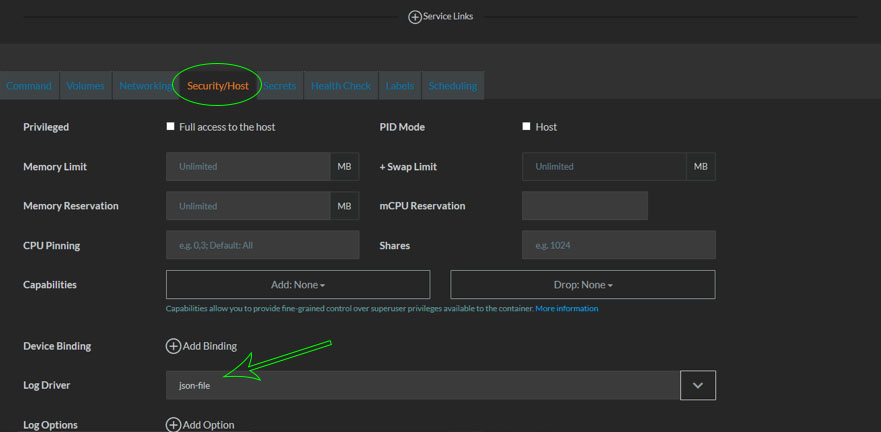 Service Links
Command Volumes Networking Security/Host Secrets Health Check Labels Scheduling
Privileged Full access to the host PID Mode Host
Memory Limit Unlimited MB + Swap Limit Unlimited MB
Memory Reservation Unlimited MB mCPU Reservation
CPU Pinning e.g. 0,3; Default: All Shares e.g. 1024
Capabilities Add: None Drop: None
Capabilities allow you to provide fine-grained control over superuser privileges available to the container. More information
Device Binding Add Binding
Log Driver json-file
Log Options Add Option